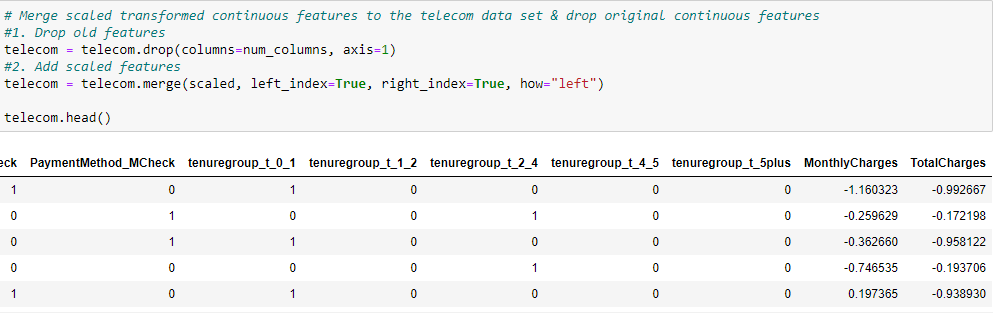 # Merge scaled transformed continuous features to the telecom data set & drop original continuous features
#1. Drop old features
telecom = telecom.drop(columns=num_columns, axis=1)
#2. Add scaled features
telecom = telecom.merge(scaled, left_index=True, right_index=True, how="left")
telecom.head()
eck PaymentMethod_MCheck tenuregroup_t_0_1 tenuregroup_t_1_2 tenuregroup_t_2_4 tenuregroup_t_4_5 tenuregroup_t_5plus MonthlyCharges TotalCharges
1 0 1 0 0 0 0 -1.160323 -0.992667
0 1 0 0 1 0 0 -0.259629 -0.172198
0 1 1 0 0 0 0 -0.362660 -0.958122
0 0 0 0 1 0 0 -0.746535 -0.193706
1 0 1 0 0 0 0 0.197365 -0.938930